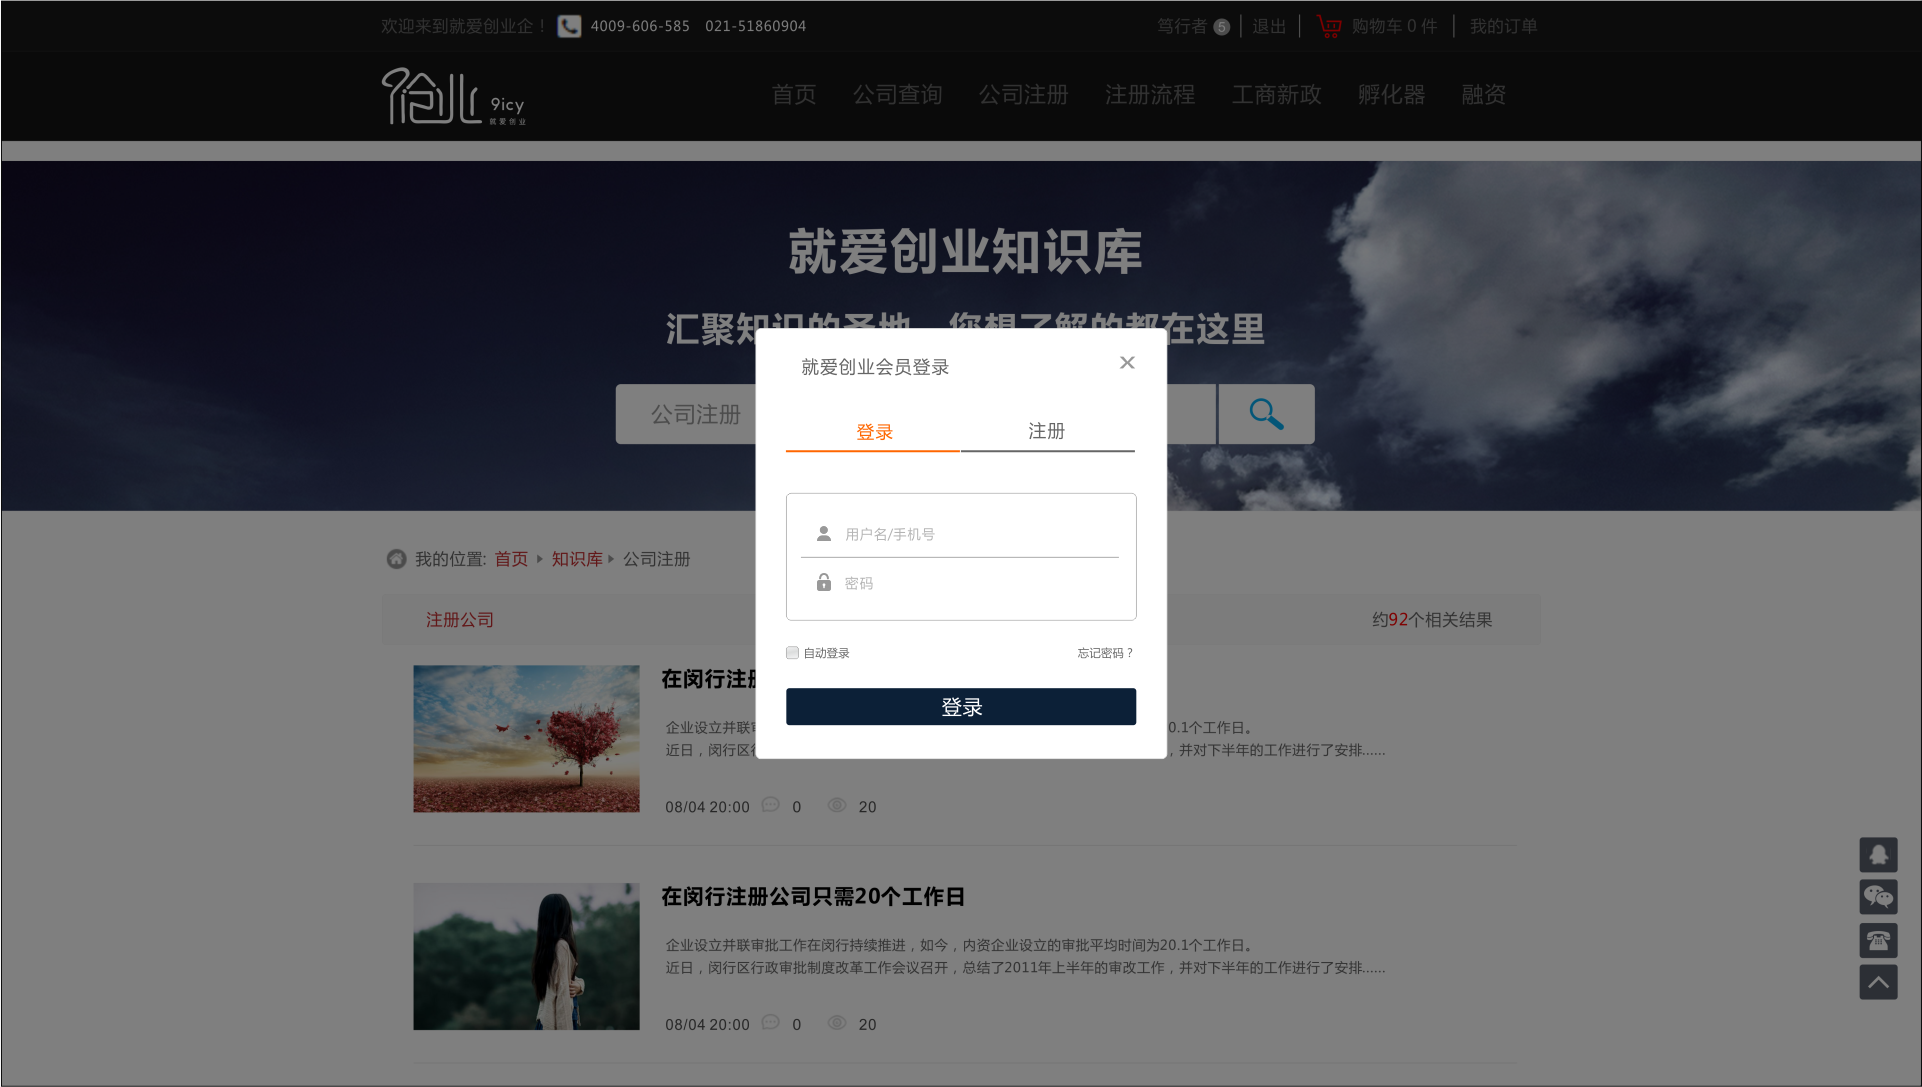 欢迎来到就爱创业企！ 4009-606-585 021-51860904 笃行者 5 退出 购物车 0 件 我的订单
9icy
就爱创业
首页 公司查询 公司注册 注册流程 工商新政 孵化器 融资
就爱创业知识库
汇聚知识的圣地，您想了解的都在这里
公司注册
就爱创业会员登录
登录 注册
用户名/手机号
密码
自动登录 忘记密码？
登录
我的位置: 首页 知识库 公司注册
注册公司 约92个相关结果
在闵行注册
企业设立并联审 0.1个工作日。
近日，闵行区行 ，并对下半年的工作进行了安排......
08/04 20:00 0 20
在闵行注册公司只需20个工作日
企业设立并联审批工作在闵行持续推进，如今，内资企业设立的审批平均时间为20.1个工作日。
近日，闵行区行政审批制度改革工作会议召开，总结了2011年上半年的审改工作，并对下半年的工作进行了安排......
08/04 20:00 0 20